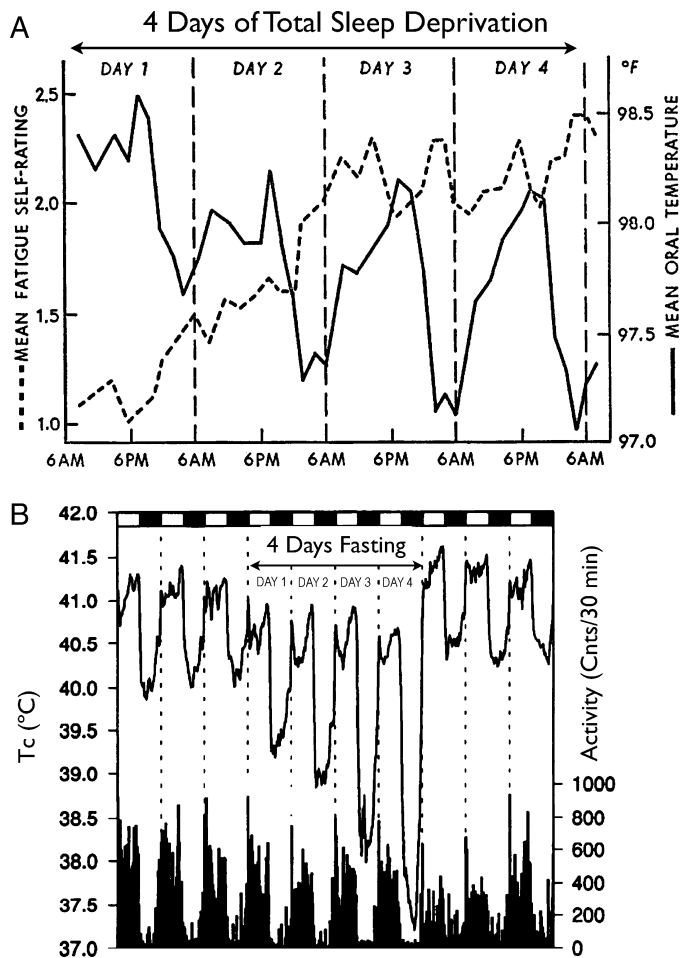 A
4 Days of Total Sleep Deprivation
DAY 1 DAY 2 DAY 3 DAY 4 °F
MEAN FATIGUE SELF-RATING
2,5
2.0
1.5
1.0
98.5
98.0
97.5
97.0
MEAN ORAL TEMPERATURE
6AM 6PM 6AM 6PM 6AM 6PM 6AM 6PM 6AM
B
4 Days Fasting
DAY 1 DAY 2 DAY 3 DAY 4
Tc (°C)
42.0
41.5
41.0
40.5
40.0
39.5
39.0
38.5
38.0
37.5
37.0
1000
800
600
400
200
0
Activity (Cnts/30 min)